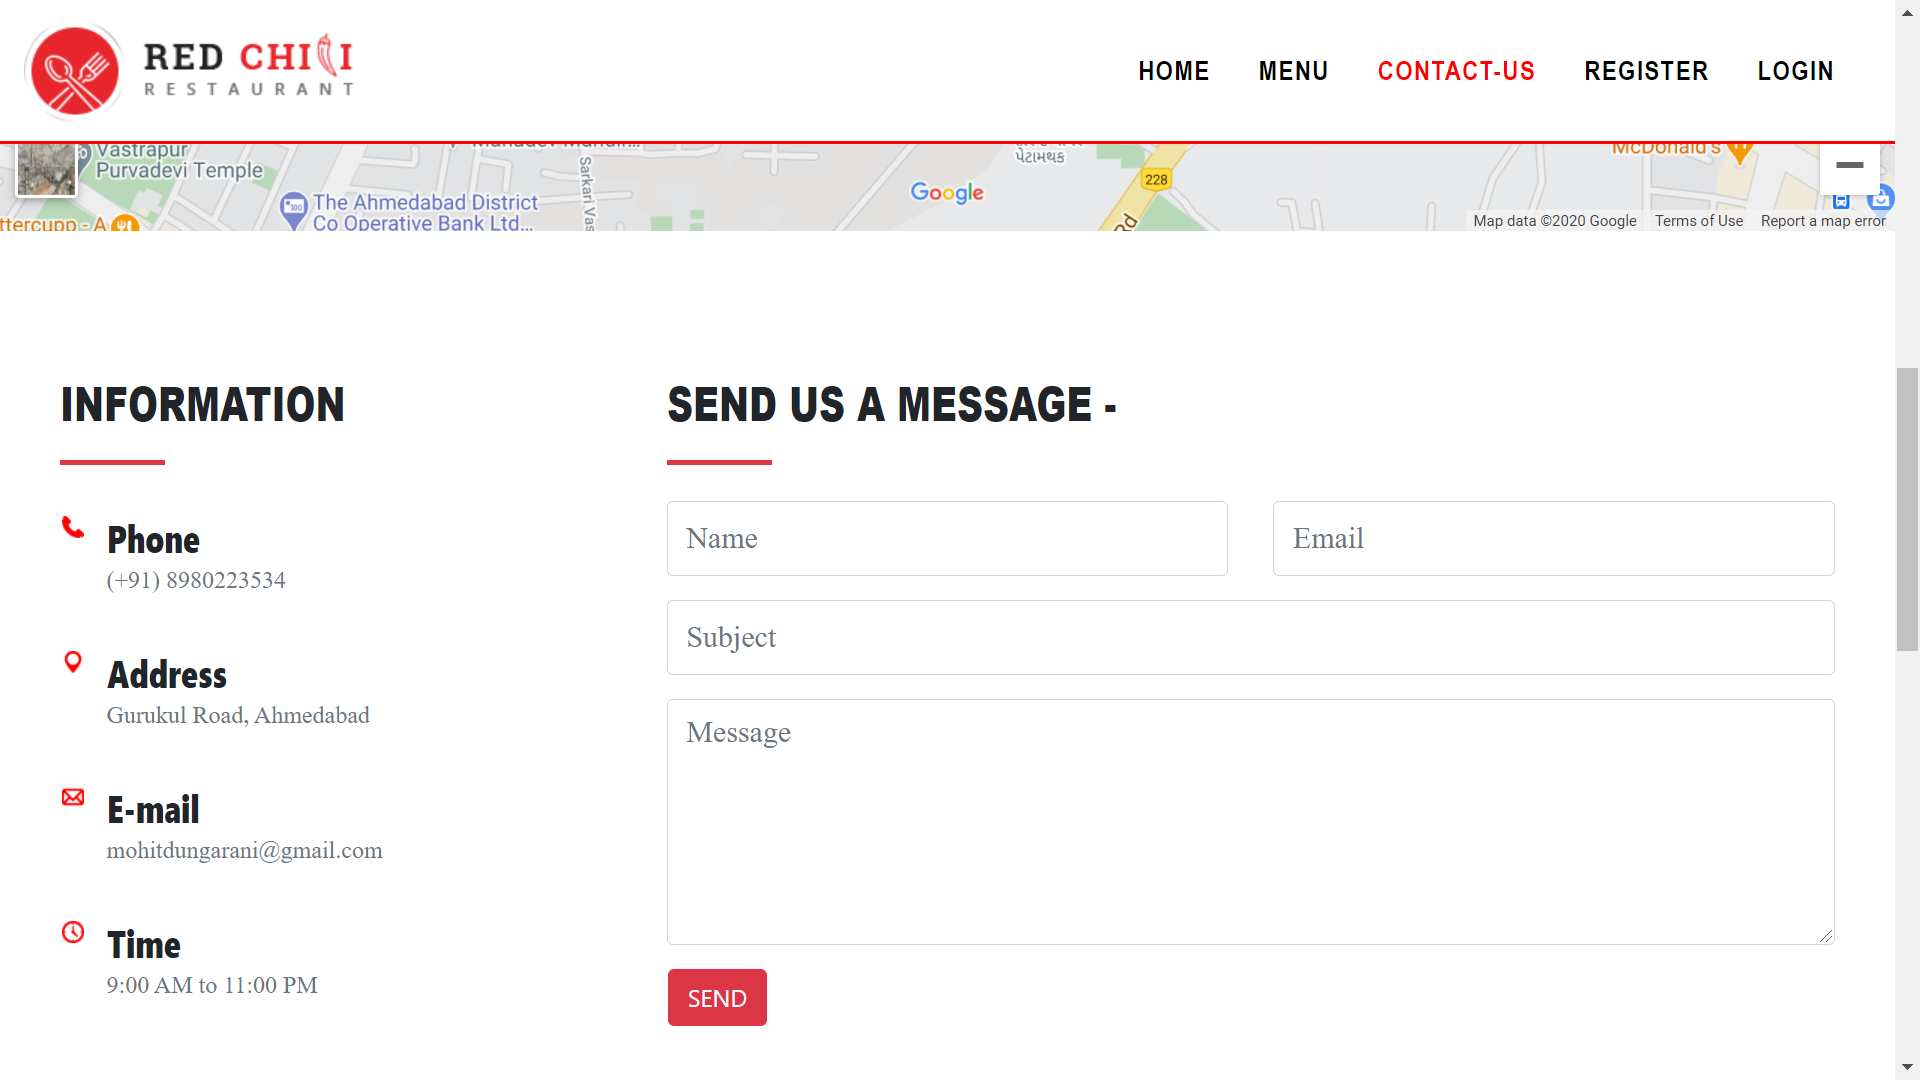 RED CHILI
RESTAURANT
HOME
MENU
CONTACT-US
REGISTER
LOGIN
Vastrapur
Purvadevi Temple
The Ahmedabad District
Co Operative Bank Ltd...
Sarkari Vas
Google
પેટામથક
228
Rd
McDonald's
Map data ©2020 Google
Terms of Use
Report a map error
INFORMATION
Phone
(+91) 8980223534
Address
Gurukul Road, Ahmedabad
E-mail
mohitdungarani@gmail.com
Time
9:00 AM to 11:00 PM
SEND US A MESSAGE -
Name
Email
Subject
Message
SEND